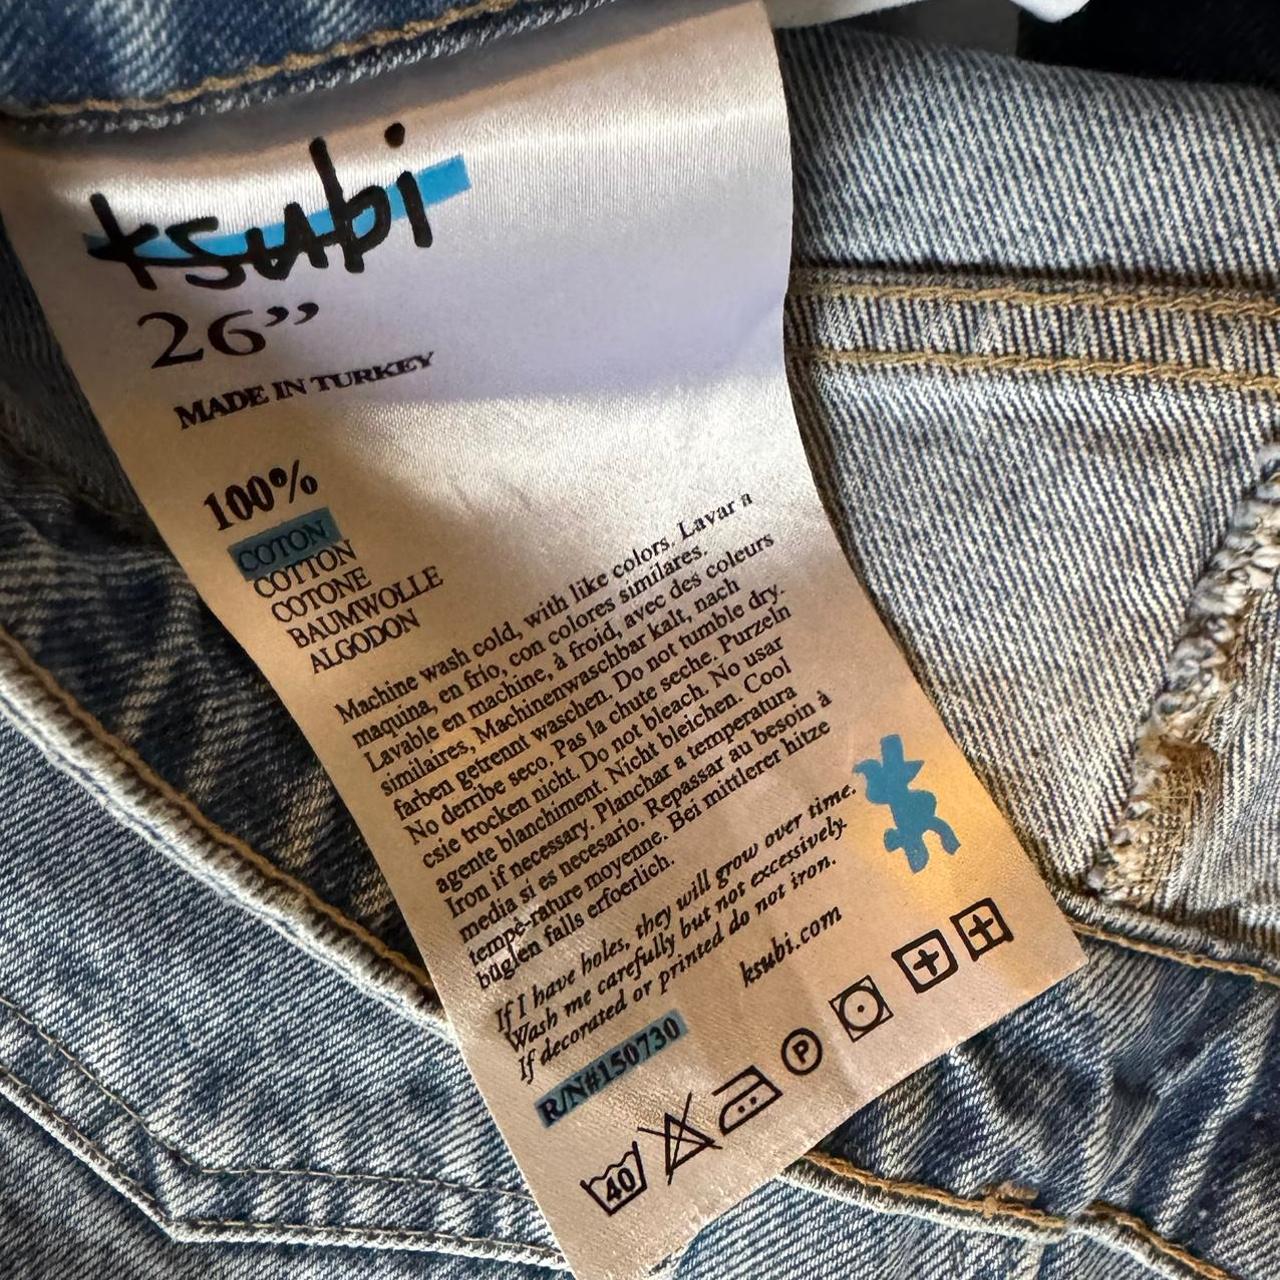 ksubi
26”
MADE IN TURKEY
100%
COTON
COTTON
COTONE
BAUMWOLLE
ALGODON
Machine wash cold, with like colors. Lavar a
maquina, en frío, con colores similares.
Lavable en machine, à froid, avec des couleurs
similaires, Machinenwaschbar kalt, nach
farben getrennt waschen. Do not tumble dry.
No derribe seco. Pas la chute seche. Purzeln
csie trocken nicht. Do not bleach. No usar
agente blanchiment. Nicht bleichen. Cool
Iron if necessary. Planchar a temperatura
media si es necesario. Repassar au besoin à
tempé-rature moyenne. Bei mittlerer hitze
büglen falls erfoerlich.
If I have holes, they will grow over time.
Wash me carefully but not excessively.
If decorated or printed do not iron.
ksubi.com
R/N#150730
40
P